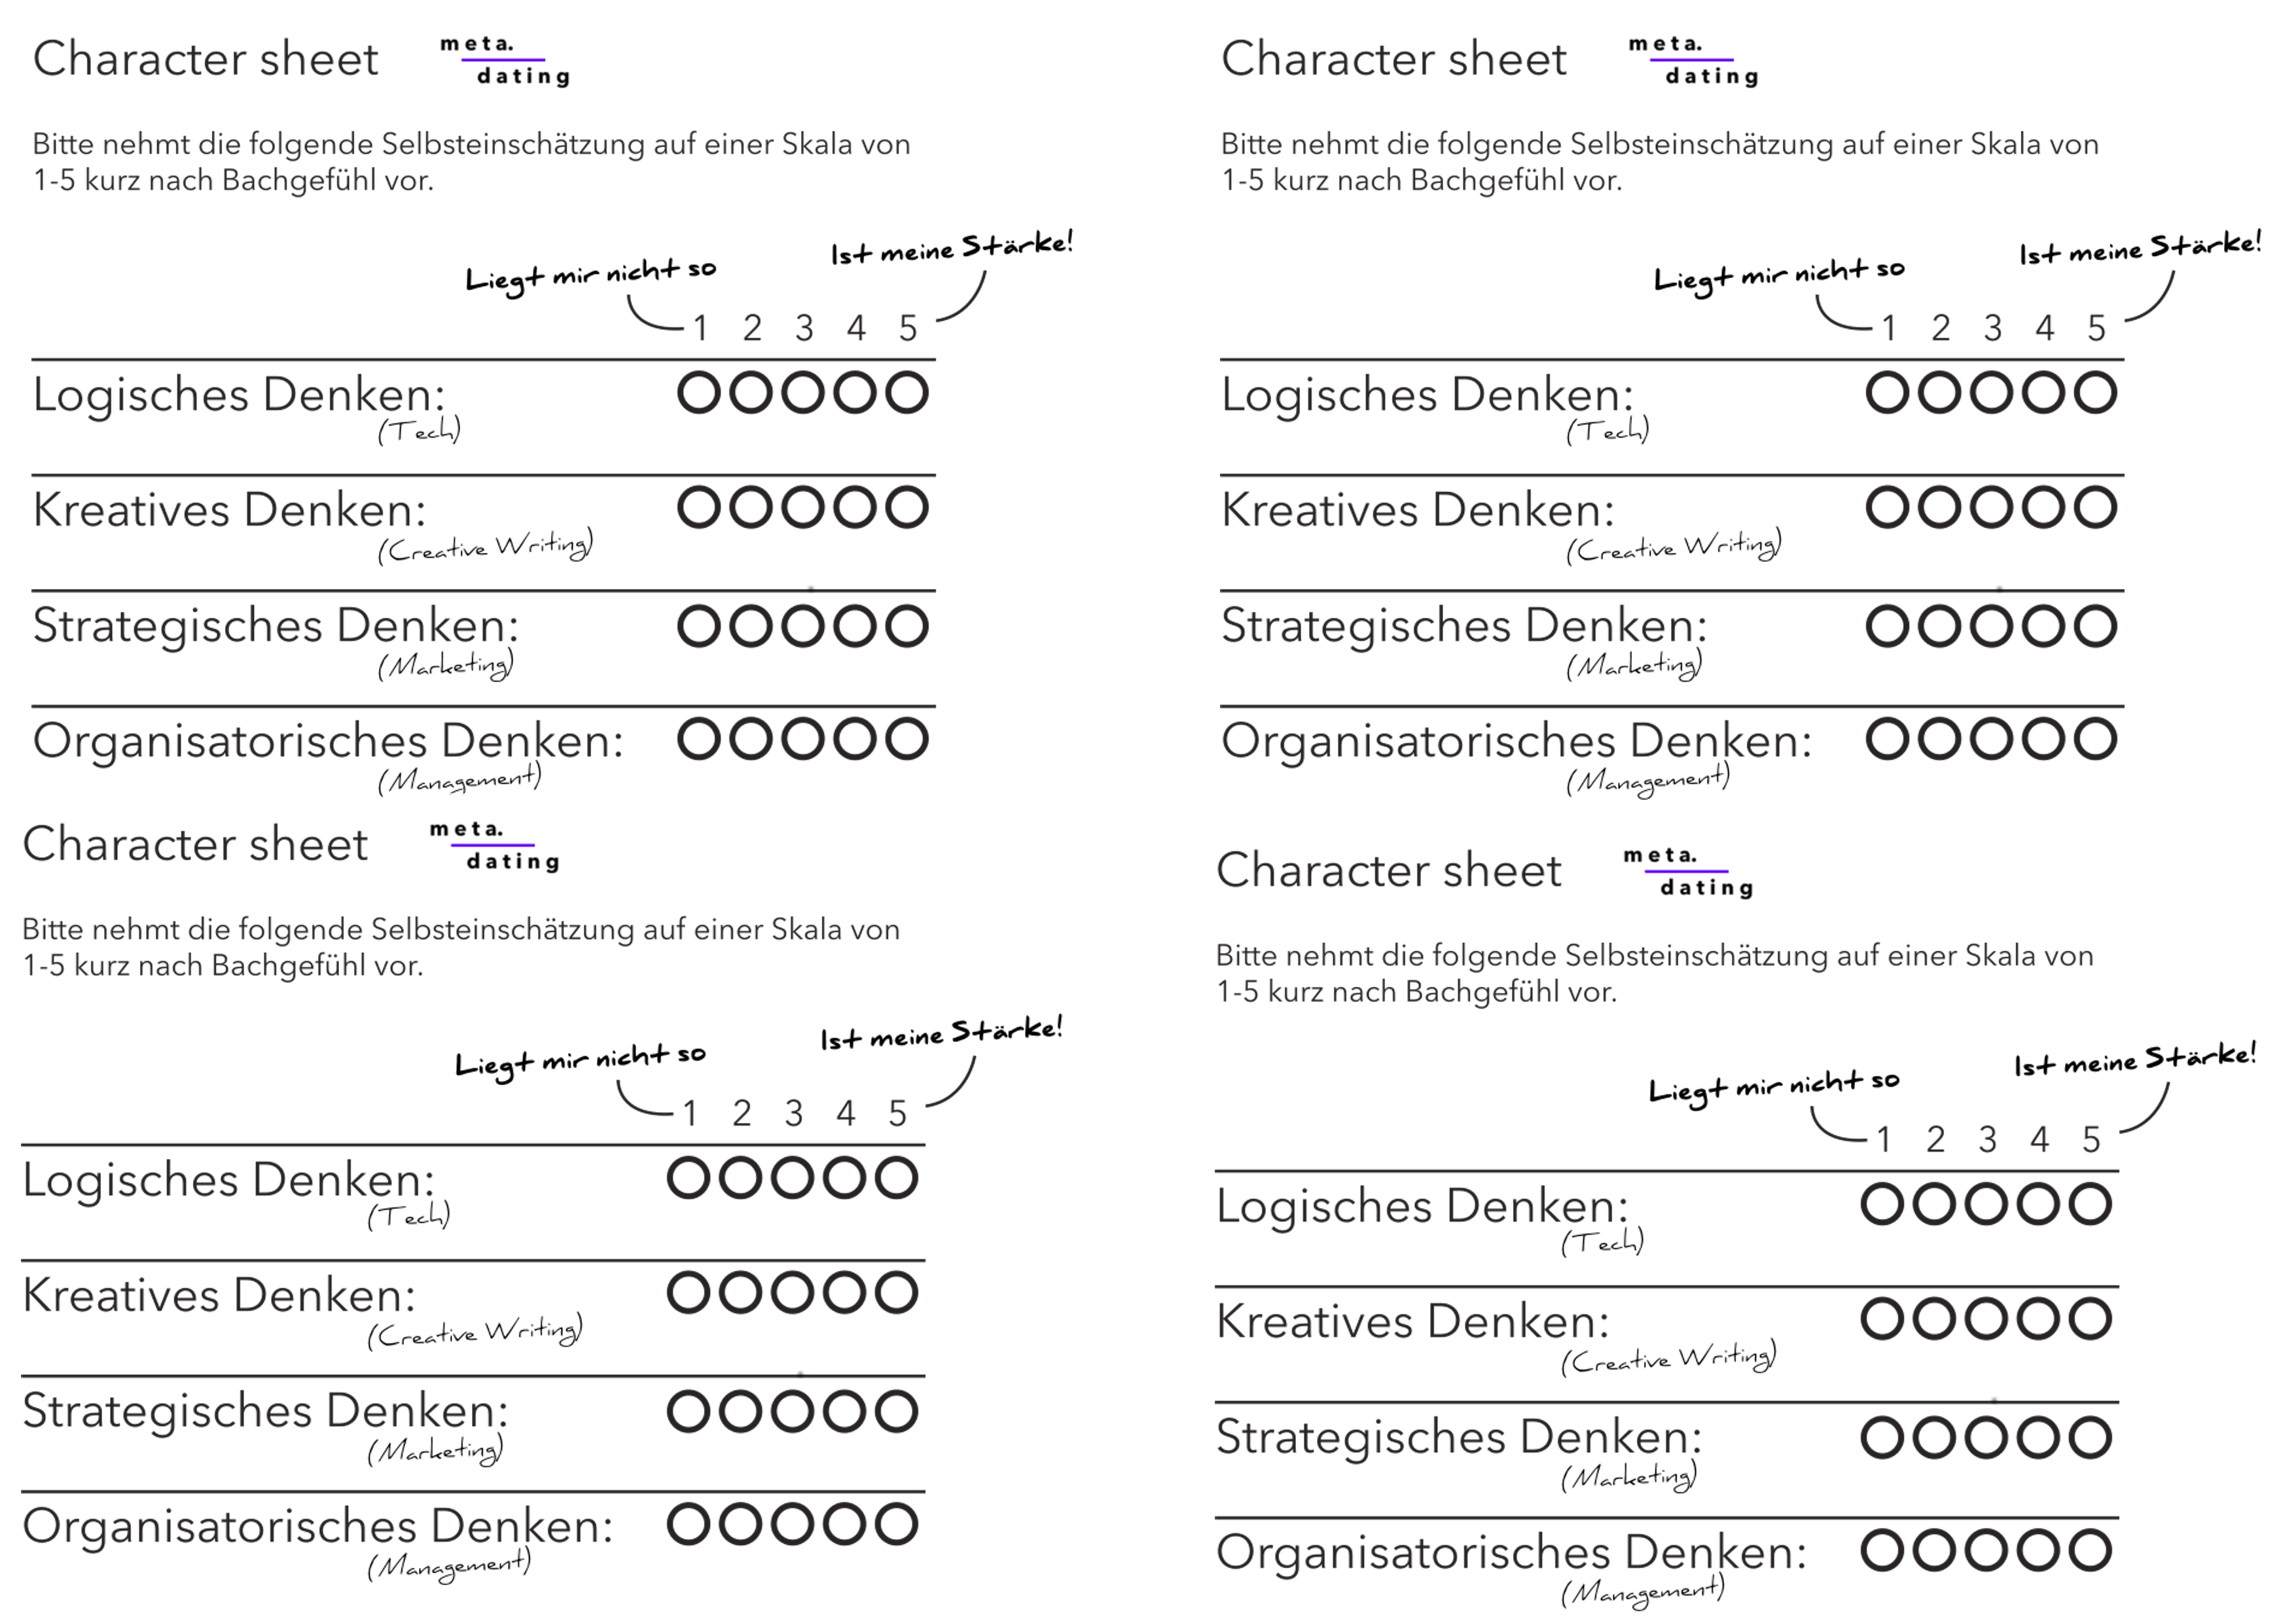 Character sheet
meta.
dating
Bitte nehmt die folgende Selbsteinschätzung auf einer Skala von
1-5 kurz nach Bachgefühl vor.
Liegt mir nicht so
Ist meine Stärke!
1 2 3 4 5
Logisches Denken:
(Tech)
Kreatives Denken:
(Creative Writing)
Strategisches Denken:
(Marketing)
Organisatorisches Denken:
(Management)
Character sheet
meta.
dating
Bitte nehmt die folgende Selbsteinschätzung auf einer Skala von
1-5 kurz nach Bachgefühl vor.
Liegt mir nicht so
Ist meine Stärke!
1 2 3 4 5
Logisches Denken:
(Tech)
Kreatives Denken:
(Creative Writing)
Strategisches Denken:
(Marketing)
Organisatorisches Denken:
(Management)
Character sheet
meta.
dating
Bitte nehmt die folgende Selbsteinschätzung auf einer Skala von
1-5 kurz nach Bachgefühl vor.
Liegt mir nicht so
Ist meine Stärke!
1 2 3 4 5
Logisches Denken:
(Tech)
Kreatives Denken:
(Creative Writing)
Strategisches Denken:
(Marketing)
Organisatorisches Denken:
(Management)
Character sheet
meta.
dating
Bitte nehmt die folgende Selbsteinschätzung auf einer Skala von
1-5 kurz nach Bachgefühl vor.
Liegt mir nicht so
Ist meine Stärke!
1 2 3 4 5
Logisches Denken:
(Tech)
Kreatives Denken:
(Creative Writing)
Strategisches Denken:
(Marketing)
Organisatorisches Denken:
(Management)